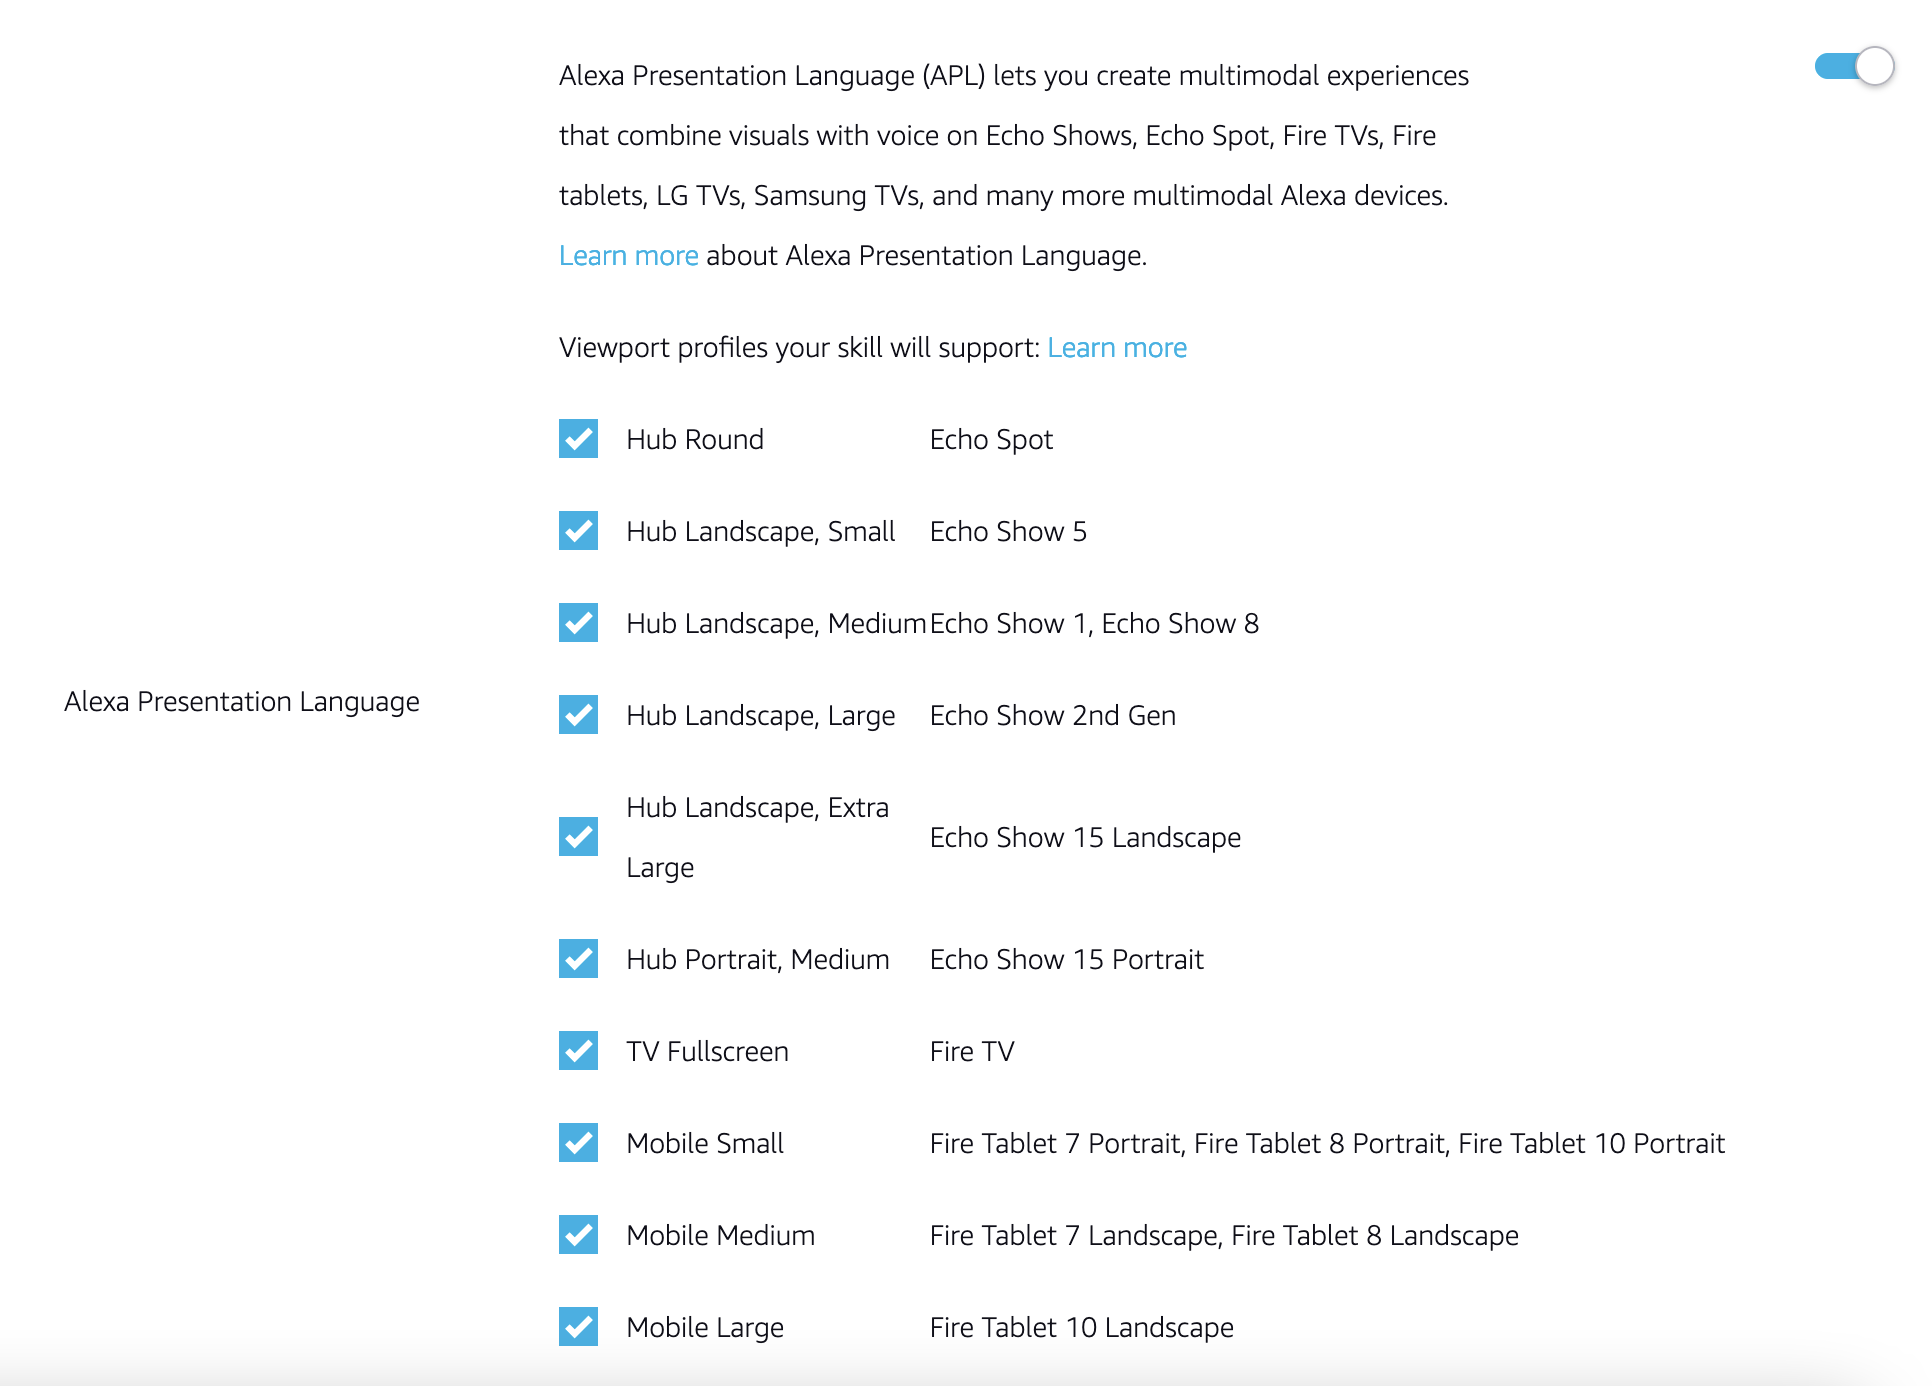 Alexa Presentation Language (APL) lets you create multimodal experiences
that combine visuals with voice on Echo Shows, Echo Spot, Fire TVs, Fire
tablets, LG TVs, Samsung TVs, and many more multimodal Alexa devices.
Learn more about Alexa Presentation Language.
Viewport profiles your skill will support: Learn more
Hub Round Echo Spot
Hub Landscape, Small Echo Show 5
Hub Landscape, Medium Echo Show 1, Echo Show 8
Alexa Presentation Language
Hub Landscape, Large Echo Show 2nd Gen
Hub Landscape, Extra
Large
Echo Show 15 Landscape
Hub Portrait, Medium Echo Show 15 Portrait
TV Fullscreen Fire TV
Mobile Small Fire Tablet 7 Portrait, Fire Tablet 8 Portrait, Fire Tablet 10 Portrait
Mobile Medium Fire Tablet 7 Landscape, Fire Tablet 8 Landscape
Mobile Large Fire Tablet 10 Landscape